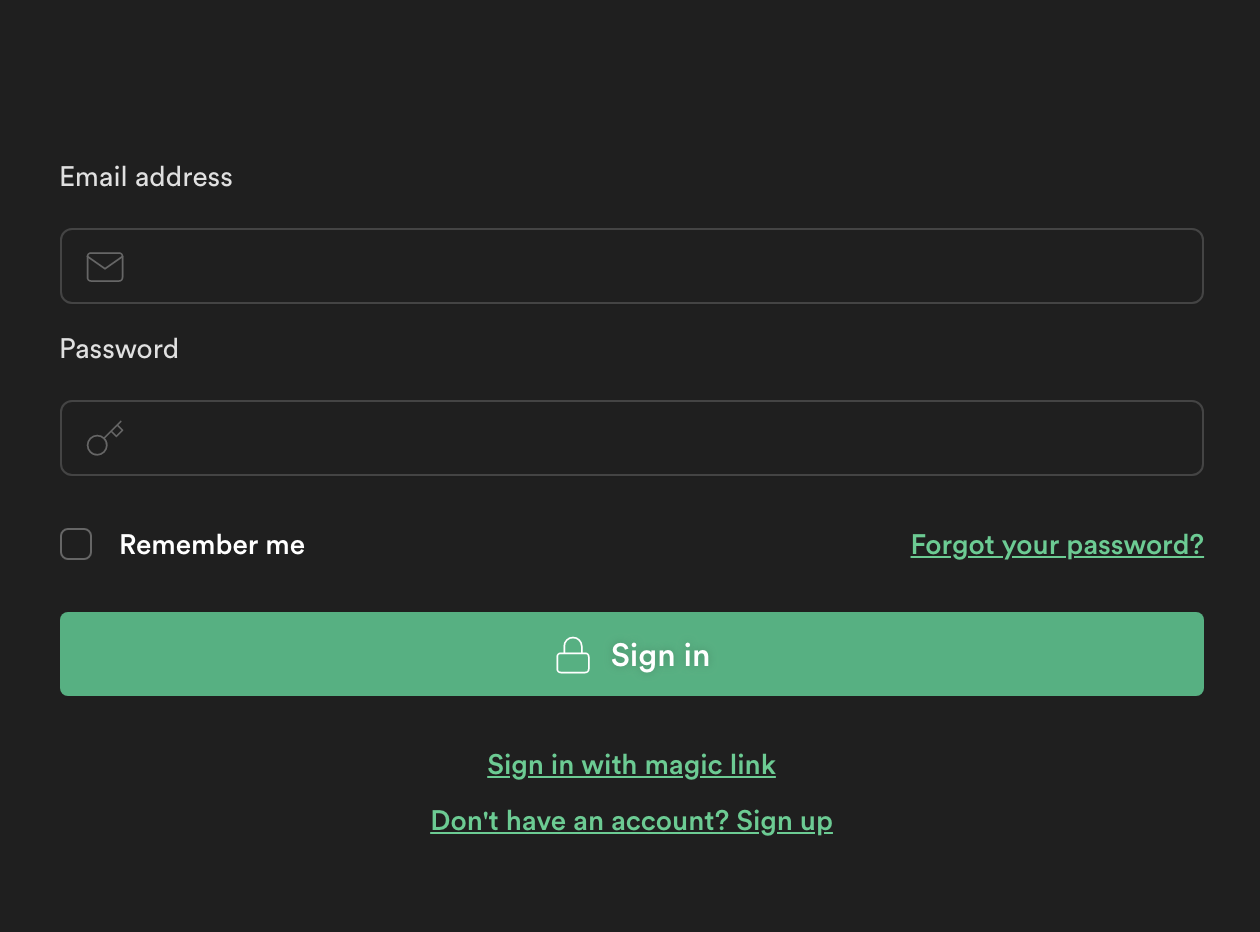 Email address
Password
Remember me
Forgot your password?
Sign in
Sign in with magic link
Don't have an account? Sign up